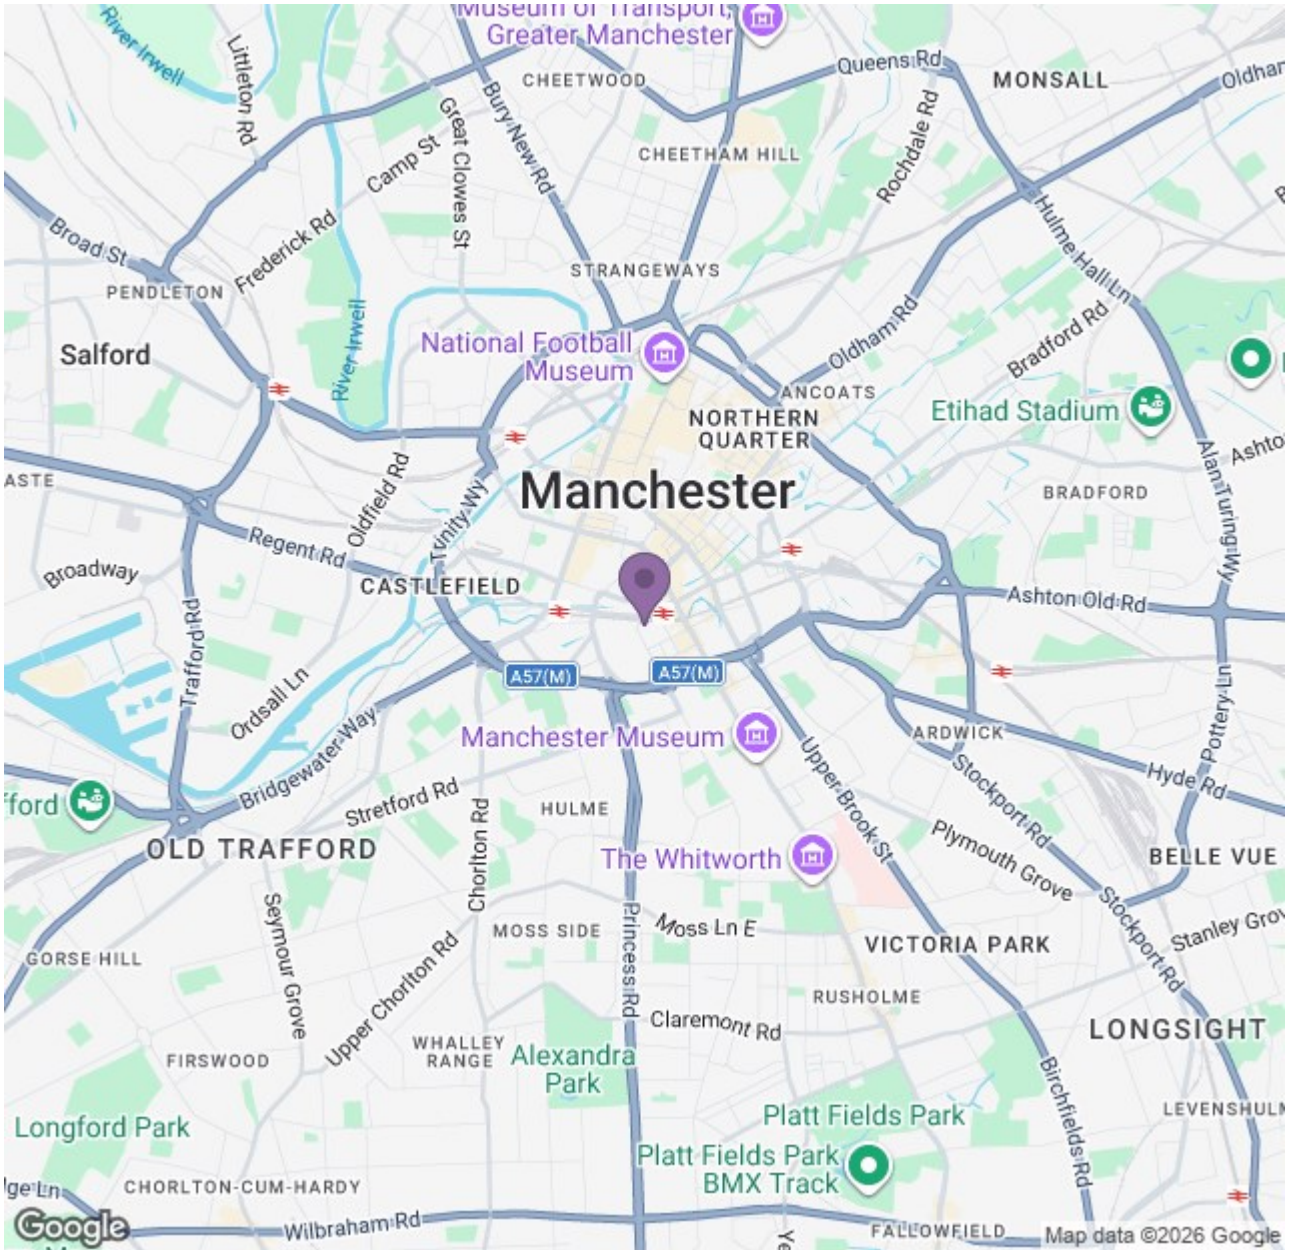 Museum of Transport,
Greater Manchester
River Irwell
Littleton Rd
CHEETWOOD
Queens Rd
MONSALL
Bury New Rd
Great Clowes St
Camp St
CHEETHAM HILL
Rochdale Rd
Broad St
Frederick Rd
Hulme Hall Ln
PENDLETON
STRANGEWAYS
River Irwell
Salford
National Football
Museum
Oldham Rd
Bradford Rd
ANCOATS
NORTHERN
QUARTER
Etihad Stadium
ASTE
Oldfield Rd
Manchester
BRADFORD
Alan Turing Wy
Trinity Wy
Regent Rd
Broadway
CASTLEFIELD
Ashton Old Rd
Trafford Rd
Ordsall Ln
A57(M)
A57(M)
Pottery Ln
Bridgewater Way
Manchester Museum
ARDWICK
Upper Brook St
Hyde Rd
Stretford Rd
HULME
Stockport Rd
fford
OLD TRAFFORD
Chorlton Rd
The Whitworth
Plymouth Grove
BELLE VUE
Seymour Grove
Princess Rd
Moss Ln E
MOSS SIDE
VICTORIA PARK
Stockport Rd
GORSE HILL
Upper Chorlton Rd
RUSHOLME
Claremont Rd
LONGSIGHT
FIRSWOOD
WHALLEY
RANGE
Alexandra
Park
Birchfields Rd
Longford Park
Platt Fields Park
Platt Fields Park
BMX Track
CHORLTON-CUM-HARDY
Wilbraham Rd
FALLOWFIELD
Google
Map data ©2026 Google